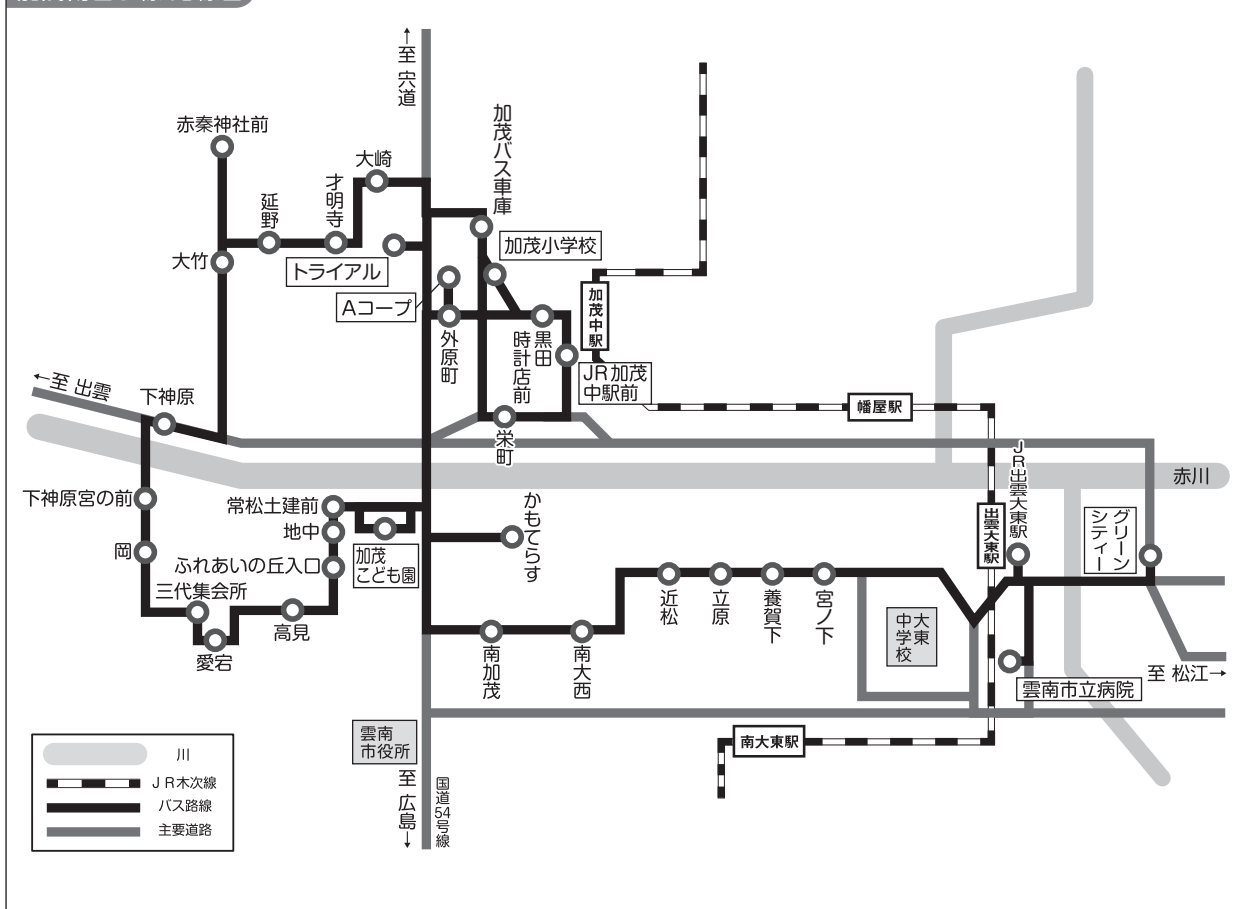 ↑至 宍道
赤秦神社前
大崎
加茂バス車庫
才明寺
延野
加茂小学校
大竹
トライアル
Aコープ
加茂中駅
外原町
黒田
時計店前
JR加茂
中駅前
←至 出雲
下神原
幡屋駅
栄町
JR出雲大東駅
赤川
下神原宮の前
常松土建前
かもてらす
出雲大東駅
グリーン
シティー
地中
岡
加茂
こども園
ふれあいの丘入口
三代集会所
高見
愛宕
近松
立原
養賀下
宮ノ下
大東
中学校
南加茂
南大西
至 松江→
雲南市立病院
雲南
市役所
南大東駅
至 広島→
国道54号線
川
JR木次線
バス路線
主要道路